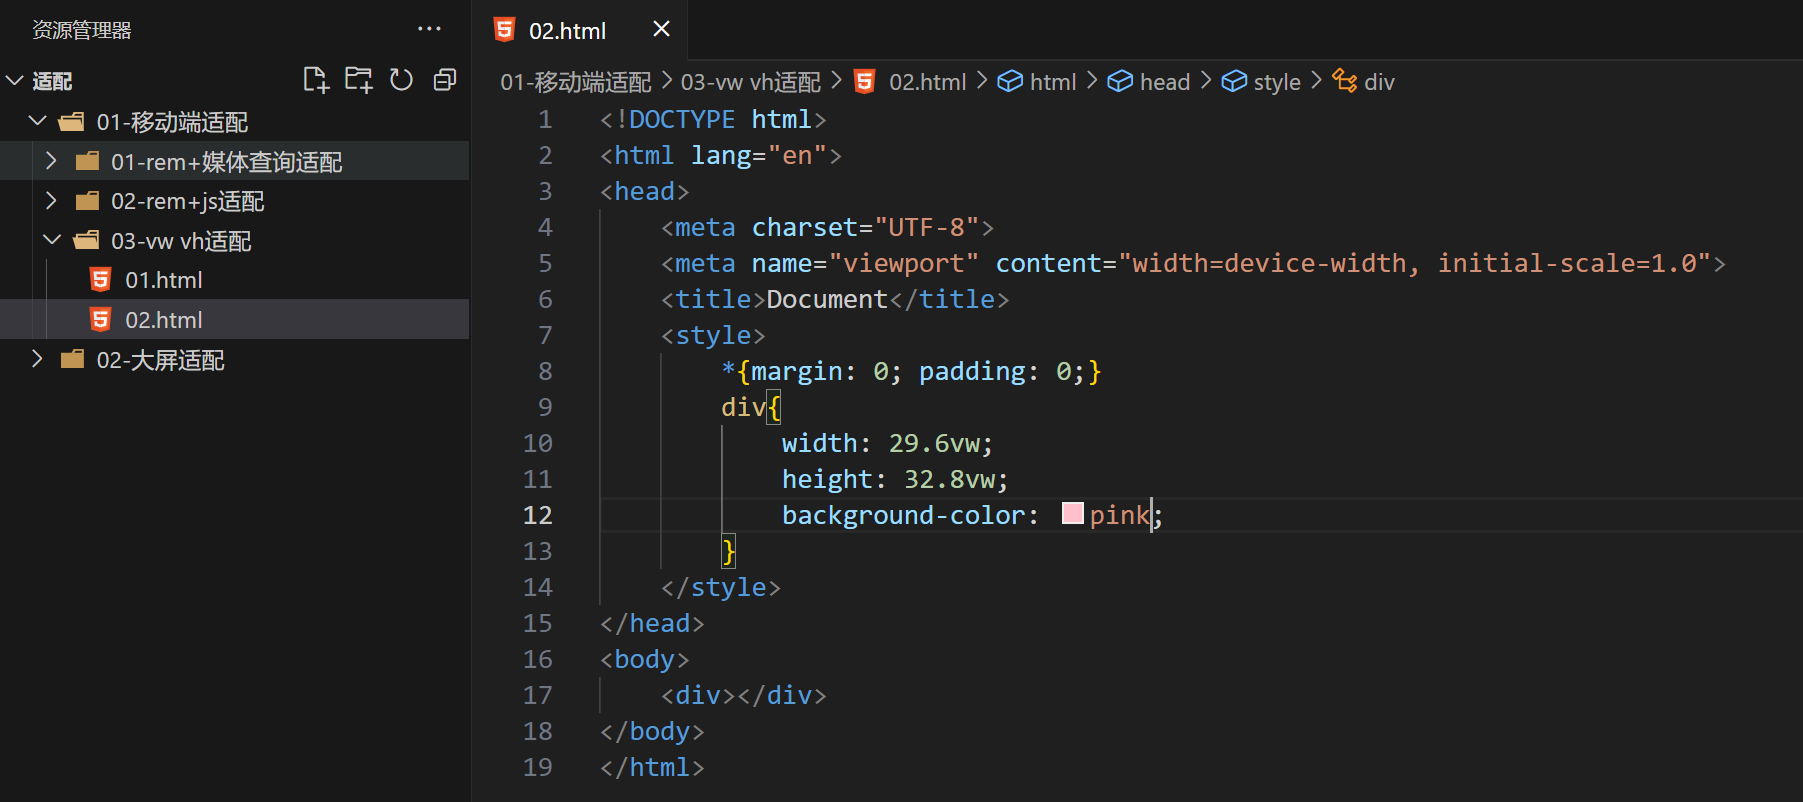 资源管理器
适配
01-移动端适配
01-rem+媒体查询适配
02-rem+js适配
03-vw vh适配
01.html
02.html
02-大屏适配
02.html
01-移动端适配 > 03-vw vh适配 > 02.html > html > head > style > div
1 <!DOCTYPE html>
2 <html lang="en">
3 <head>
4     <meta charset="UTF-8">
5     <meta name="viewport" content="width=device-width, initial-scale=1.0">
6     <title>Document</title>
7     <style>
8         *{margin: 0; padding: 0;}
9         div{
10             width: 29.6vw;
11             height: 32.8vw;
12             background-color: pink;
13         }
14     </style>
15 </head>
16 <body>
17     <div></div>
18 </body>
19 </html>